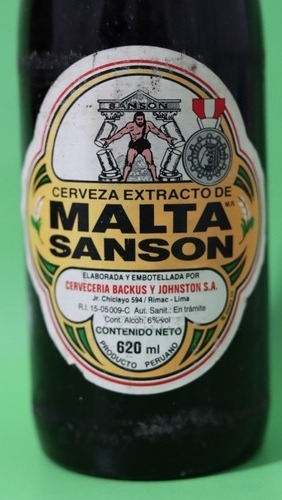 SANSON
CERVEZA EXTRACTO DE
MALTA M.R.
SANSON
ELABORADA Y EMBOTELLADA POR
CERVECERIA BACKUS Y JOHNSTON S.A.
Jr. Chiclayo 594 / Rimac - Lima
R.I. 15-05009-C Aut. Sanit.: En trámite
Cont. Alcoh. 6% vol
CONTENIDO NETO
620 ml
PRODUCTO PERUANO